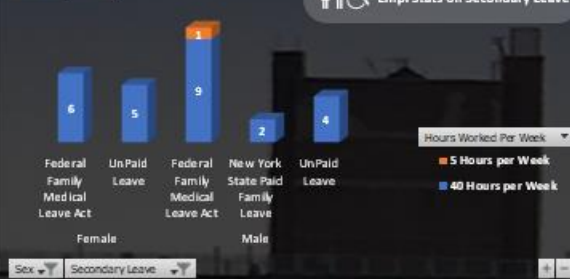 Empl Stats on Secondary Leave
1
6
5
9
2
4
Federal Family Medical Leave Act
UnPaid Leave
Federal Family Medical Leave Act
New York State Paid Family Leave
UnPaid Leave
Female
Male
Hours Worked Per Week
5 Hours per Week
40 Hours per Week
Sex
Secondary Leave
+ -